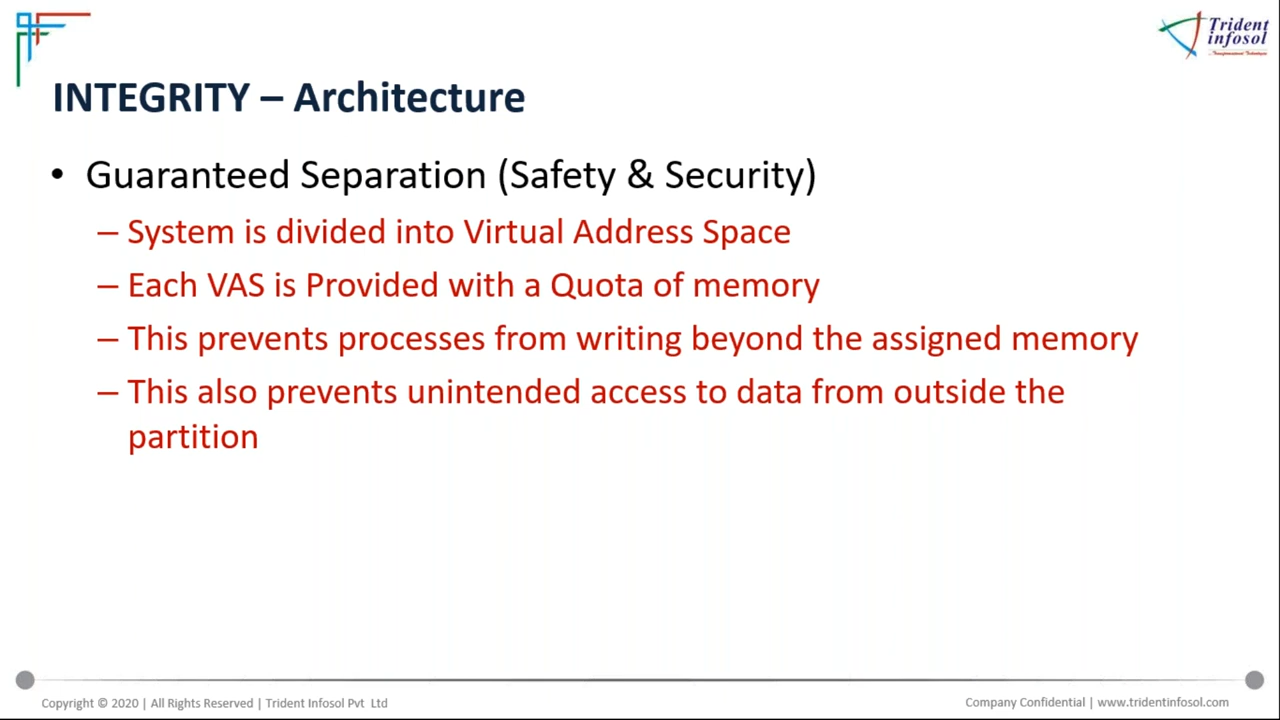 Trident
infosol
INTEGRITY – Architecture
• Guaranteed Separation (Safety & Security)
– System is divided into Virtual Address Space
– Each VAS is Provided with a Quota of memory
– This prevents processes from writing beyond the assigned memory
– This also prevents unintended access to data from outside the
partition
Copyright © 2020 | All Rights Reserved | Trident Infosol Pvt Ltd
Company Confidential | www.tridentinfosol.com